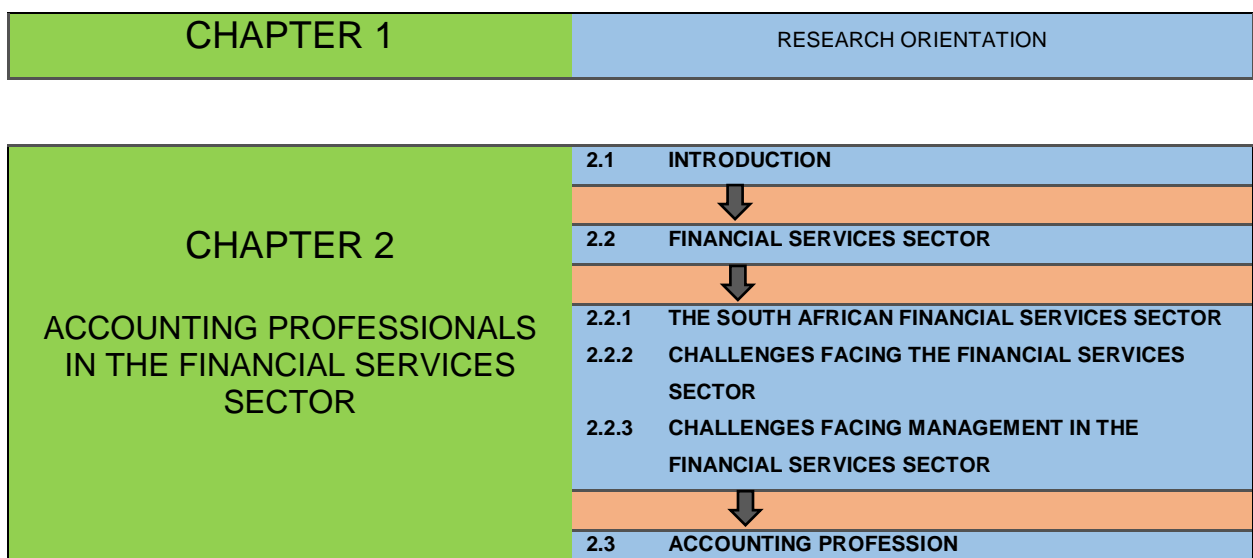 CHAPTER 1
RESEARCH ORIENTATION
CHAPTER 2
ACCOUNTING PROFESSIONALS
IN THE FINANCIAL SERVICES
SECTOR
2.1 INTRODUCTION
2.2 FINANCIAL SERVICES SECTOR
2.2.1 THE SOUTH AFRICAN FINANCIAL SERVICES SECTOR
2.2.2 CHALLENGES FACING THE FINANCIAL SERVICES
SECTOR
2.2.3 CHALLENGES FACING MANAGEMENT IN THE
FINANCIAL SERVICES SECTOR
2.3 ACCOUNTING PROFESSION